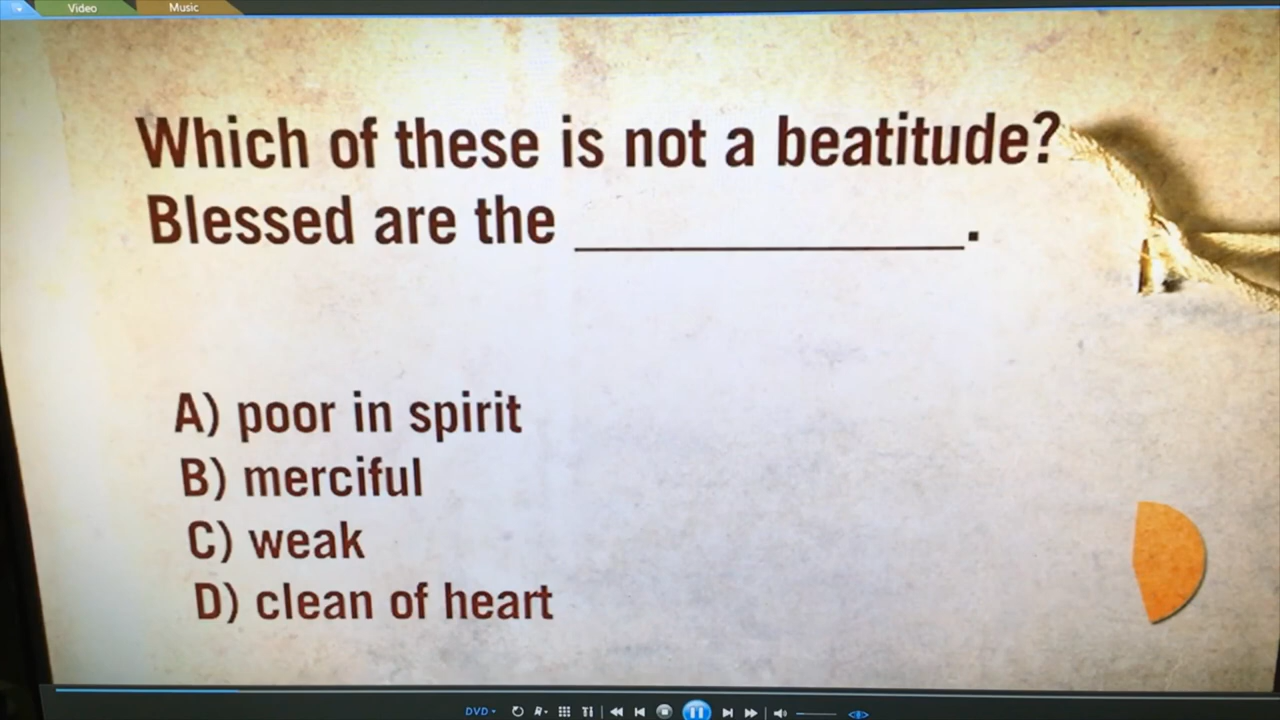 Video Music
Which of these is not a beatitude?
Blessed are the ____________.
A) poor in spirit
B) merciful
C) weak
D) clean of heart
DVD